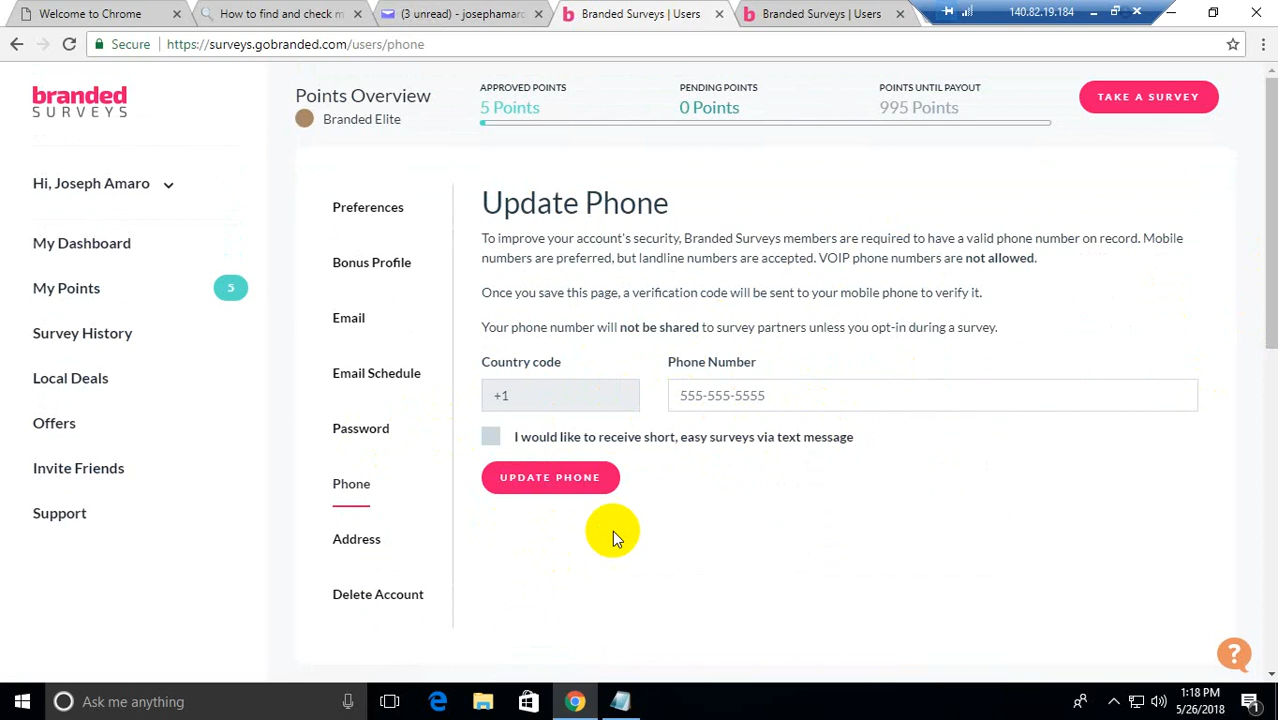 Welcome to Chrome
How to find and check m
(3 unread) - josephamarc
Branded Surveys | Users
Branded Surveys | Users
140.82.19.184
Secure
https://surveys.gobranded.com/users/phone
branded
SURVEYS
Points Overview
Branded Elite
APPROVED POINTS
5 Points
PENDING POINTS
0 Points
POINTS UNTIL PAYOUT
995 Points
TAKE A SURVEY
Hi, Joseph Amaro
My Dashboard
My Points
5
Survey History
Local Deals
Offers
Invite Friends
Support
Preferences
Bonus Profile
Email
Email Schedule
Password
Phone
Address
Delete Account
Update Phone
To improve your account's security, Branded Surveys members are required to have a valid phone number on record. Mobile
numbers are preferred, but landline numbers are accepted. VOIP phone numbers are not allowed.
Once you save this page, a verification code will be sent to your mobile phone to verify it.
Your phone number will not be shared to survey partners unless you opt-in during a survey.
Country code
Phone Number
+1
555-555-5555
I would like to receive short, easy surveys via text message
UPDATE PHONE
?
Ask me anything
1:18 PM
5/26/2018
1